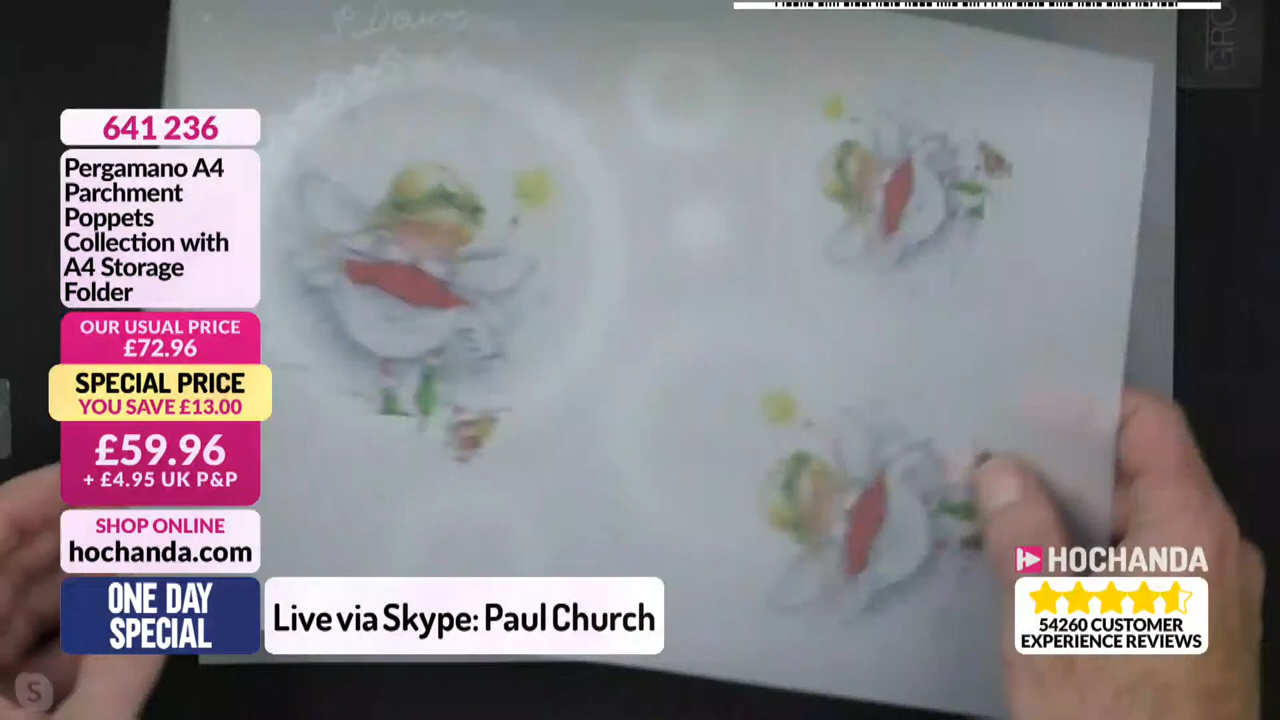 641 236
Pergamano A4
Parchment
Poppets
Collection with
A4 Storage
Folder
OUR USUAL PRICE
£72.96
SPECIAL PRICE
YOU SAVE £13.00
£59.96
+ £4.95 UK P&P
SHOP ONLINE
hochanda.com
ONE DAY
SPECIAL
Live via Skype: Paul Church
HOCHANDA
54260 CUSTOMER
EXPERIENCE REVIEWS
S